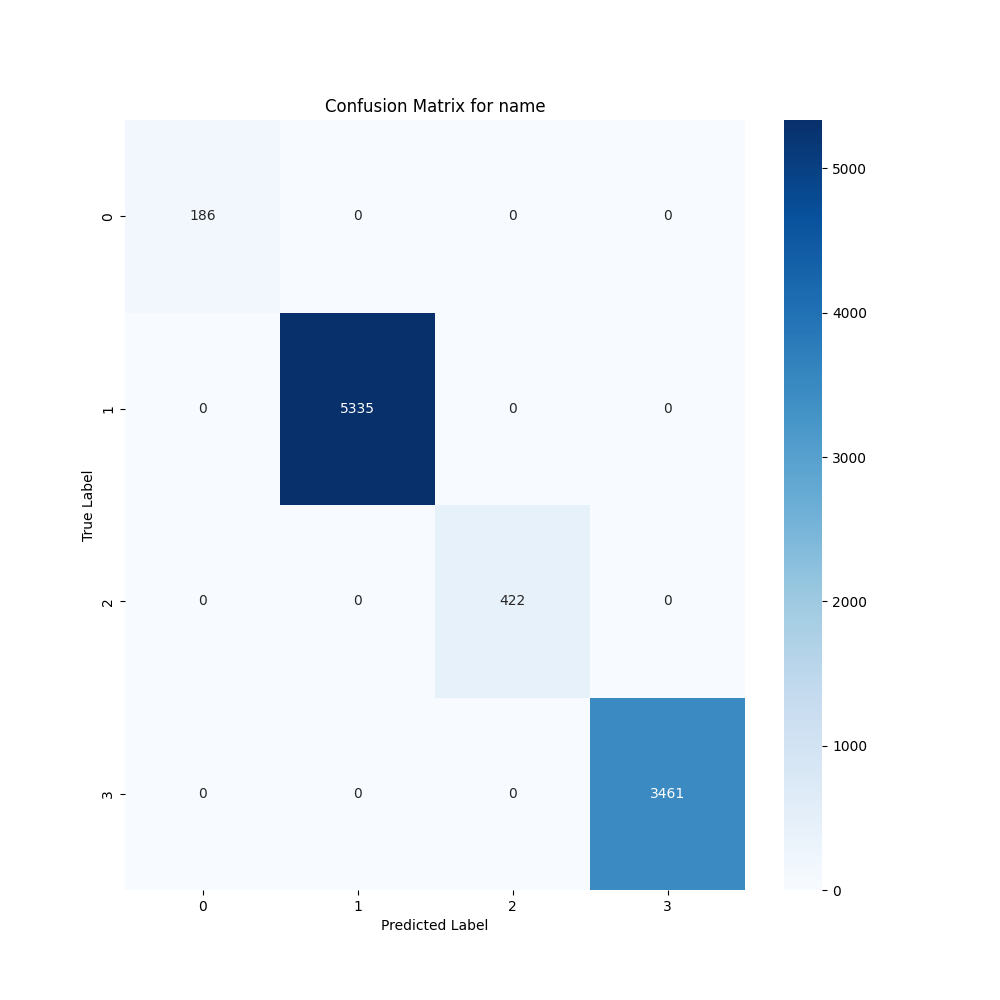 Confusion Matrix for name
0 186 0 0 0
1 0 5335 0 0
2 0 0 422 0
3 0 0 0 3461
0 1 2 3
Predicted Label
True Label
5000
4000
3000
2000
1000
0